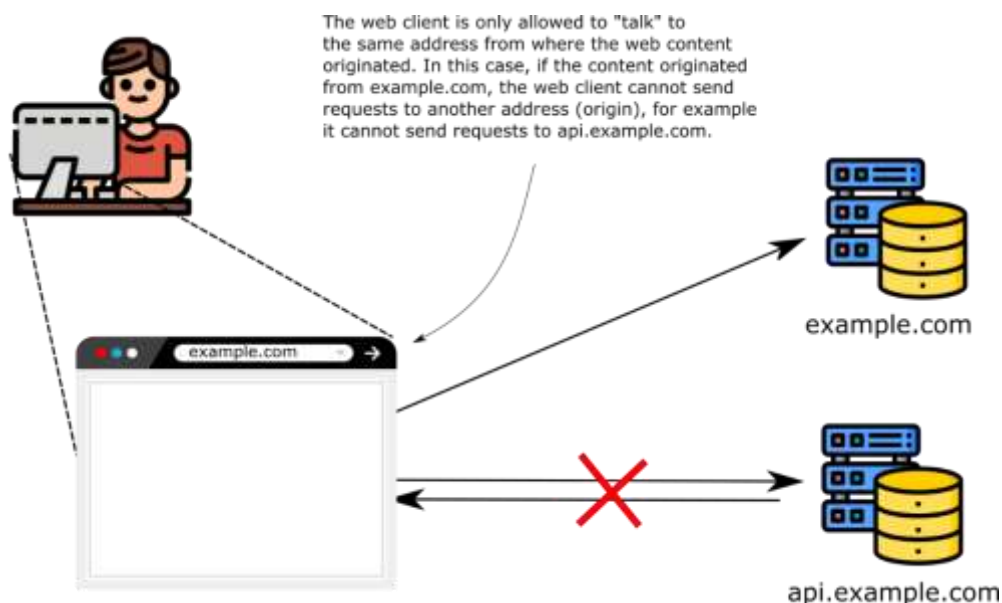 The web client is only allowed to "talk" to
the same address from where the web content
originated. In this case, if the content originated
from example.com, the web client cannot send
requests to another address (origin), for example
it cannot send requests to api.example.com.
example.com
example.com
api.example.com